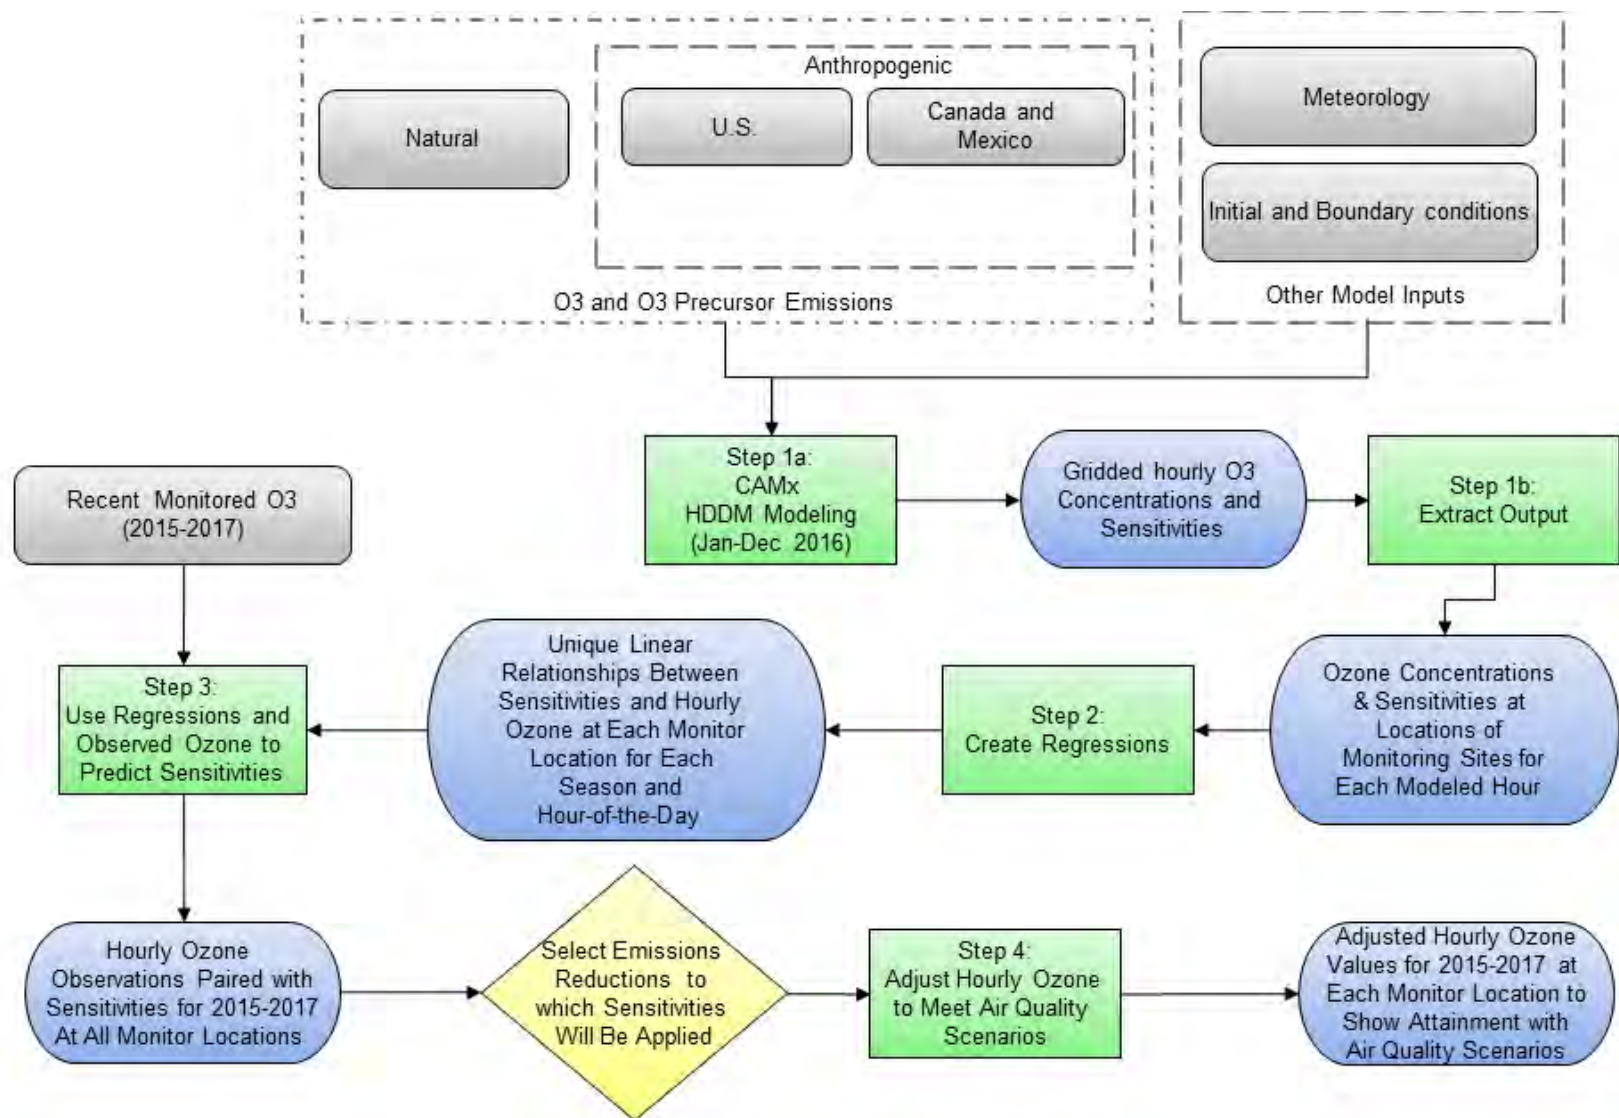 Anthropogenic
Natural
U.S.
Canada and
Mexico
O3 and O3 Precursor Emissions
Meteorology
Initial and Boundary conditions
Other Model Inputs
Recent Monitored O3
(2015-2017)
Step 1a:
CAMx
HDDM Modeling
(Jan-Dec 2016)
Gridded hourly O3
Concentrations and
Sensitivities
Step 1b:
Extract Output
Ozone Concentrations
& Sensitivities at
Locations of
Monitoring Sites for
Each Modeled Hour
Step 2:
Create Regressions
Unique Linear
Relationships Between
Sensitivities and Hourly
Ozone at Each Monitor
Location for Each
Season and
Hour-of-the-Day
Step 3:
Use Regressions and
Observed Ozone to
Predict Sensitivities
Hourly Ozone
Observations Paired with
Sensitivities for 2015-2017
At All Monitor Locations
Select Emissions
Reductions to
which Sensitivities
Will Be Applied
Step 4:
Adjust Hourly Ozone
to Meet Air Quality
Scenarios
Adjusted Hourly Ozone
Values for 2015-2017 at
Each Monitor Location to
Show Attainment with
Air Quality Scenarios